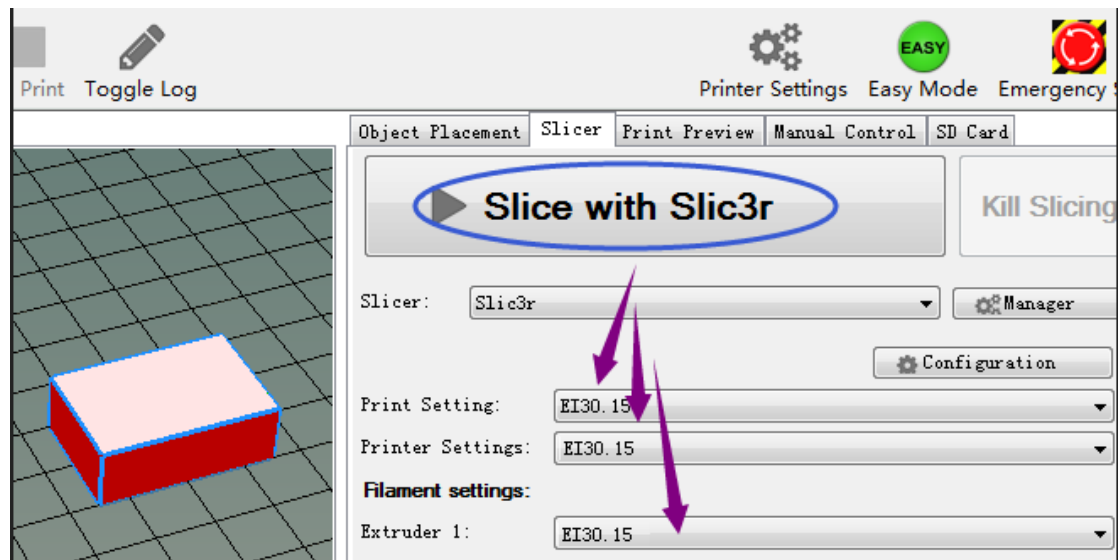 Print Toggle Log Printer Settings Easy Mode Emergency
EASY
Object Placement Slicer Print Preview Manual Control SD Card
Slice with Slic3r Kill Slicing
Slicer: Slic3r Manager
Configuration
Print Setting: EI30.15
Printer Settings: EI30.15
Filament settings:
Extruder 1: EI30.15